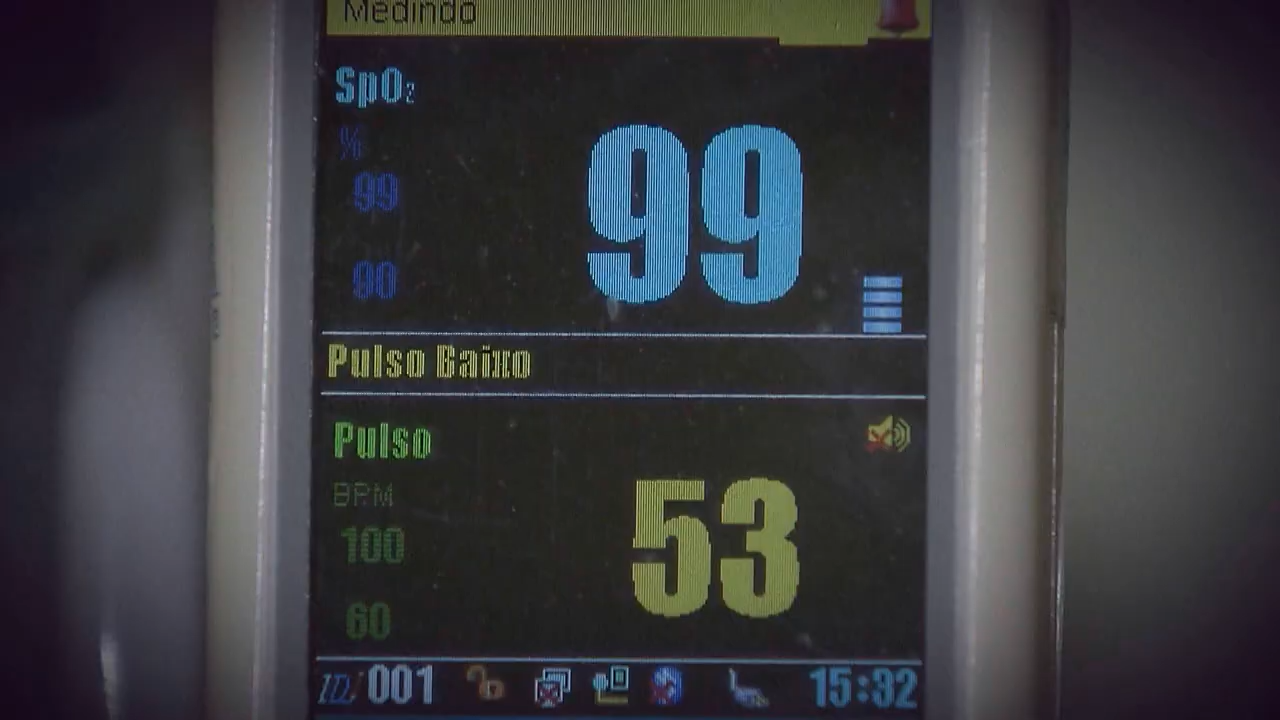 Medindo
SpO₂
%
99
99
90
Pulso Baixo
Pulso
BPM
53
100
60
ID/ 001
15:32